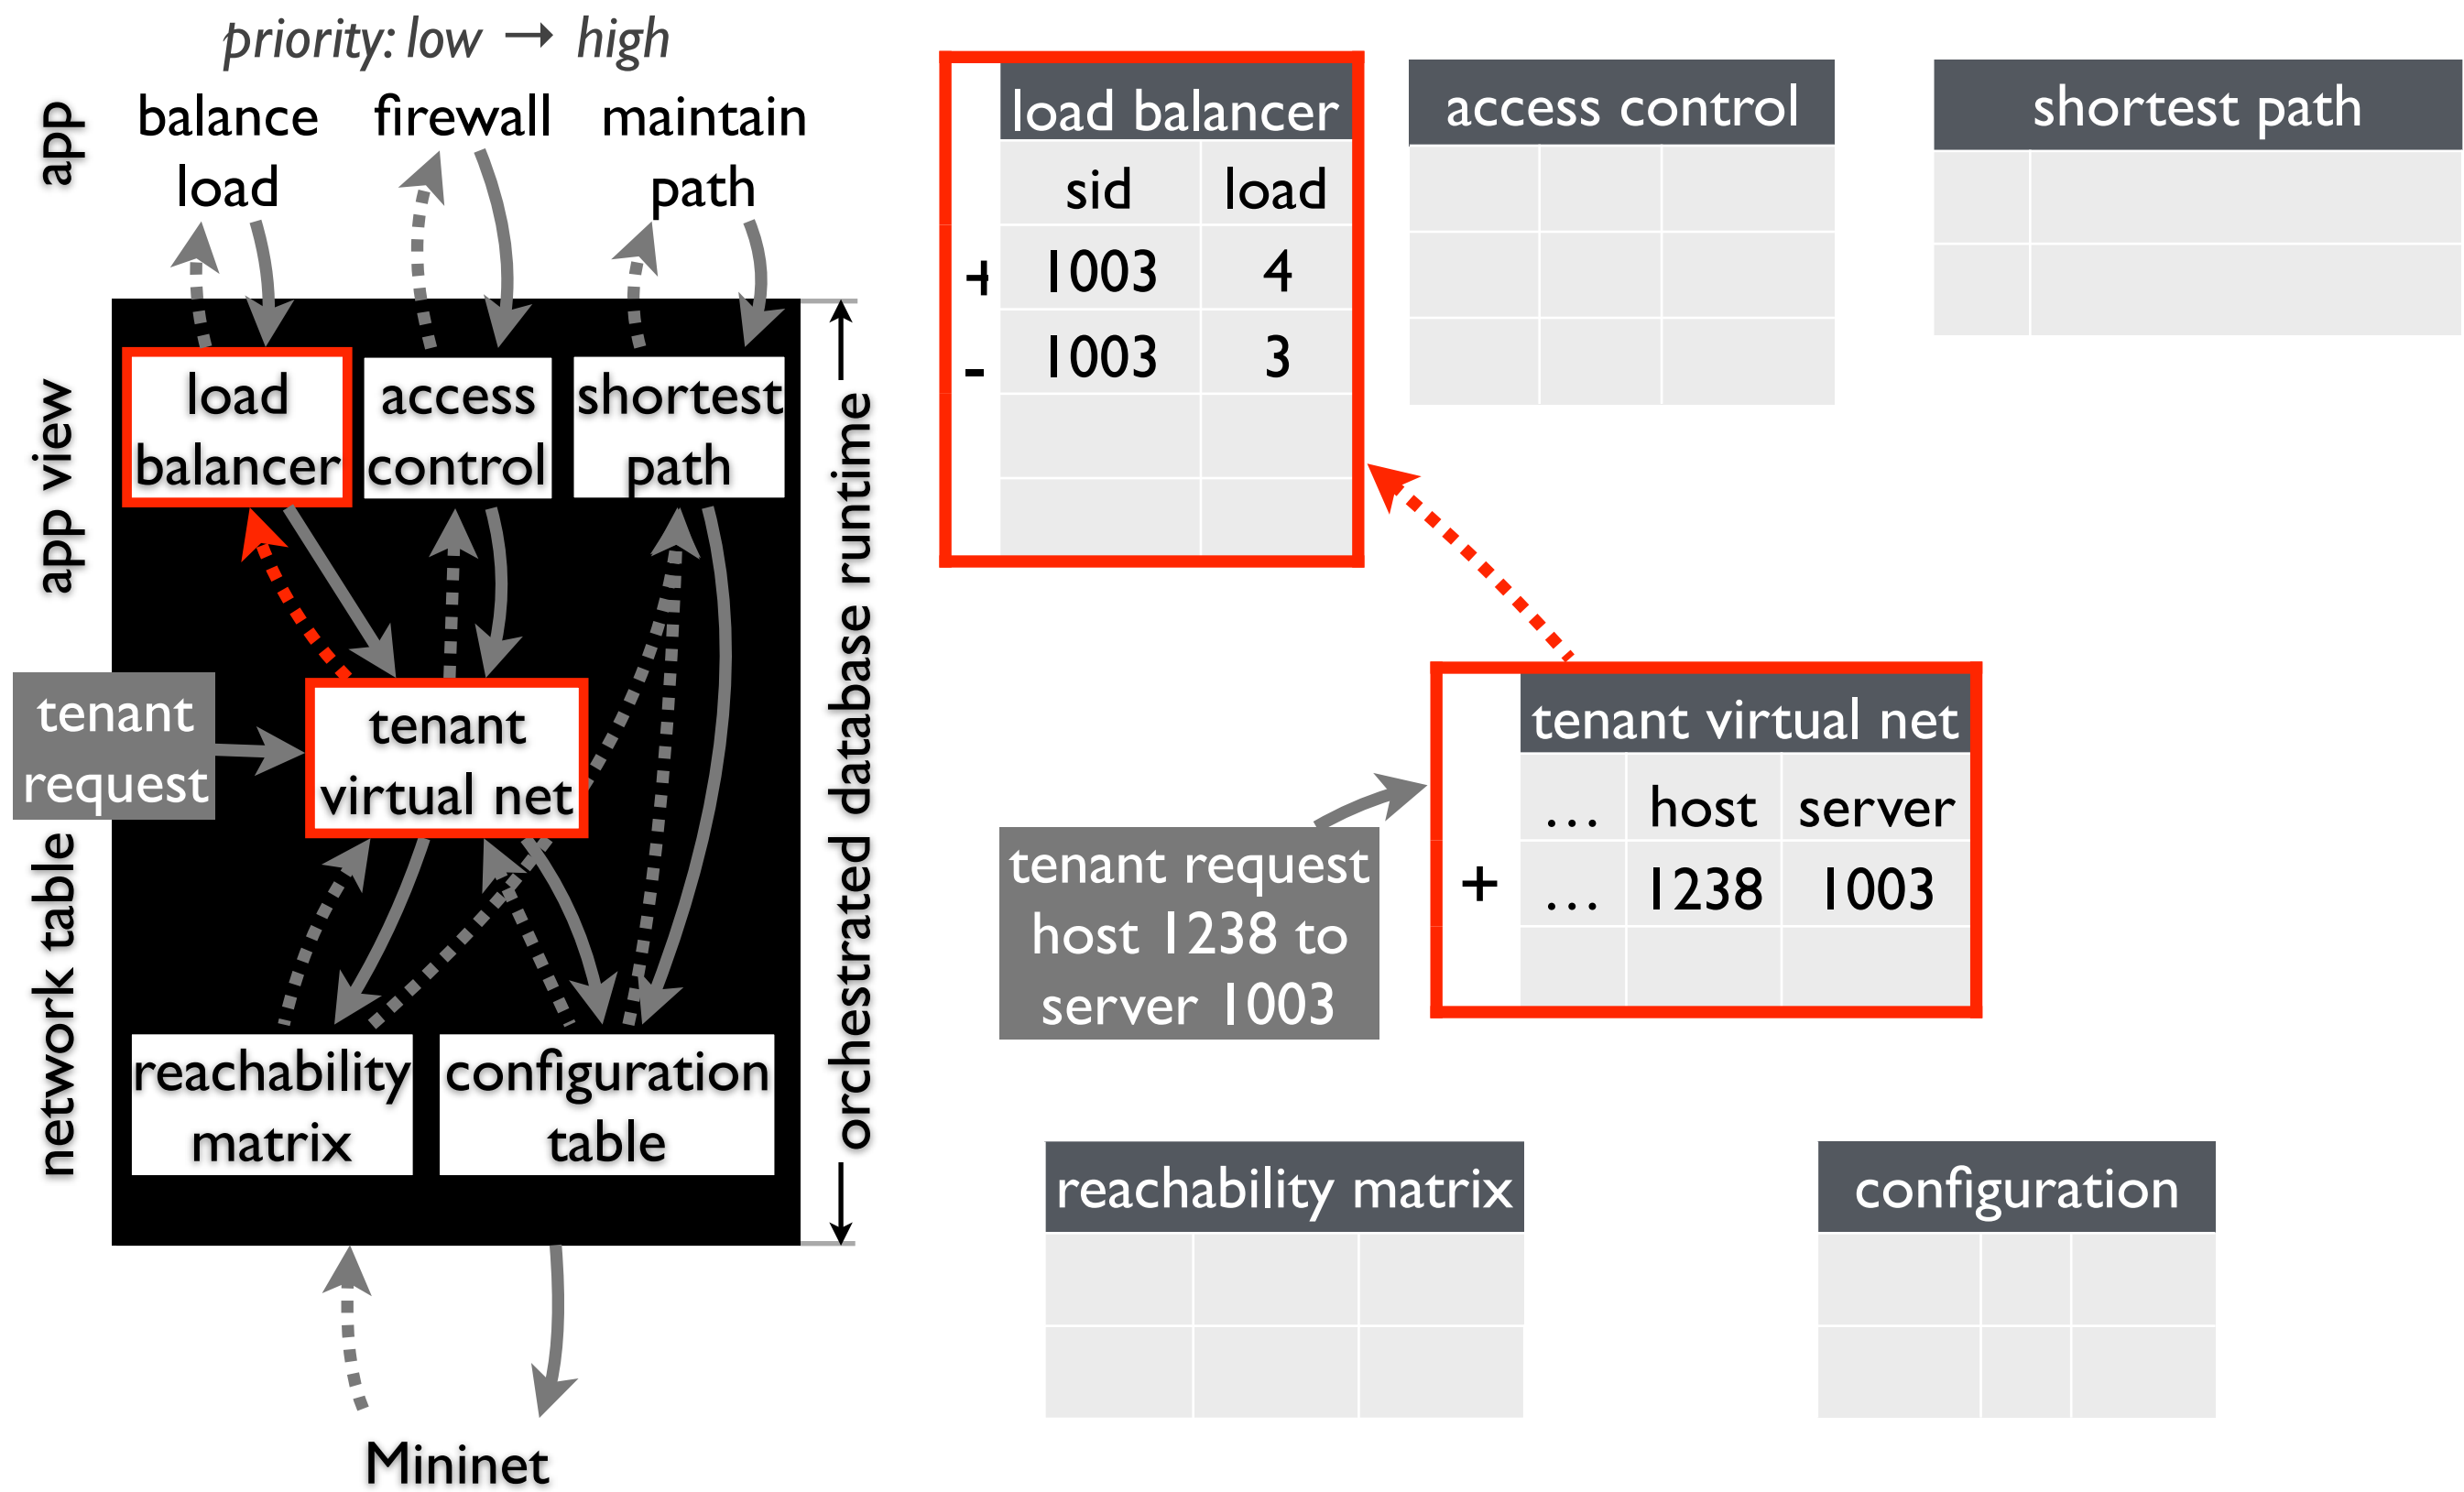 priority: low → high
app
balance
load
firewall
maintain
path
app view
load
balancer
access
control
shortest
path
orchestrated database runtime
tenant
request
tenant
virtual net
network table
reachability
matrix
configuration
table
Mininet
load balancer
sid load
+ 1003 4
- 1003 3
access control
shortest path
tenant virtual net
... host server
+ ... 1238 1003
tenant request
host 1238 to
server 1003
reachability matrix
configuration